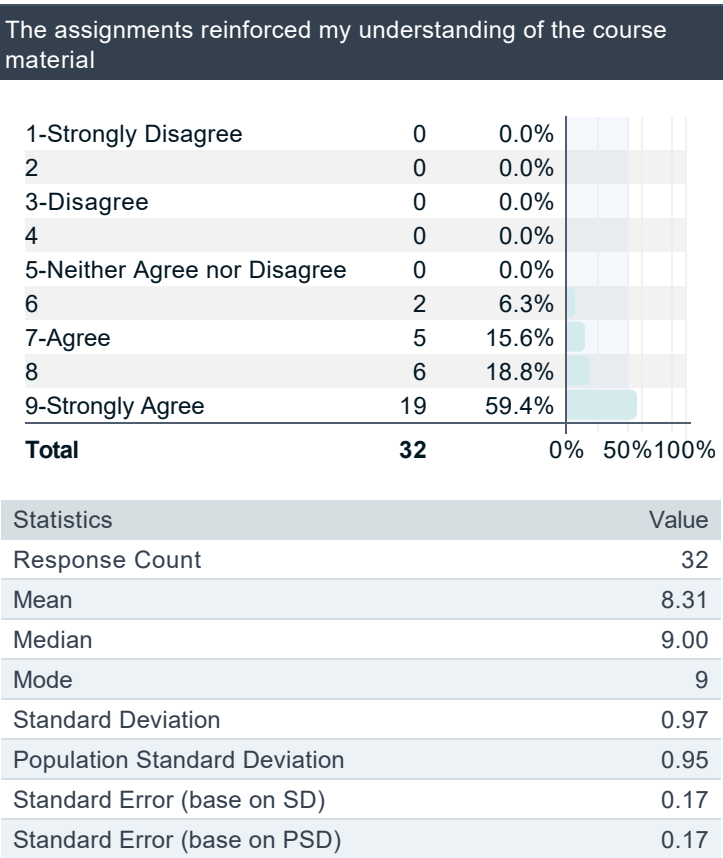 The assignments reinforced my understanding of the course
material
1-Strongly Disagree 0 0.0%
2 0 0.0%
3-Disagree 0 0.0%
4 0 0.0%
5-Neither Agree nor Disagree 0 0.0%
6 2 6.3%
7-Agree 5 15.6%
8 6 18.8%
9-Strongly Agree 19 59.4%
Total 32 0% 50% 100%
Statistics Value
Response Count 32
Mean 8.31
Median 9.00
Mode 9
Standard Deviation 0.97
Population Standard Deviation 0.95
Standard Error (base on SD) 0.17
Standard Error (base on PSD) 0.17